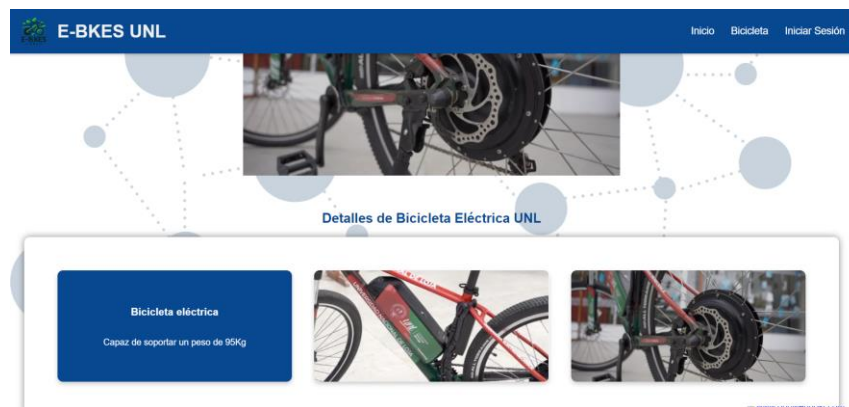 E-BKES UNL
Inicio Bicicleta Iniciar Sesión
Detalles de Bicicleta Eléctrica UNL
Bicicleta eléctrica
Capaz de soportar un peso de 95Kg